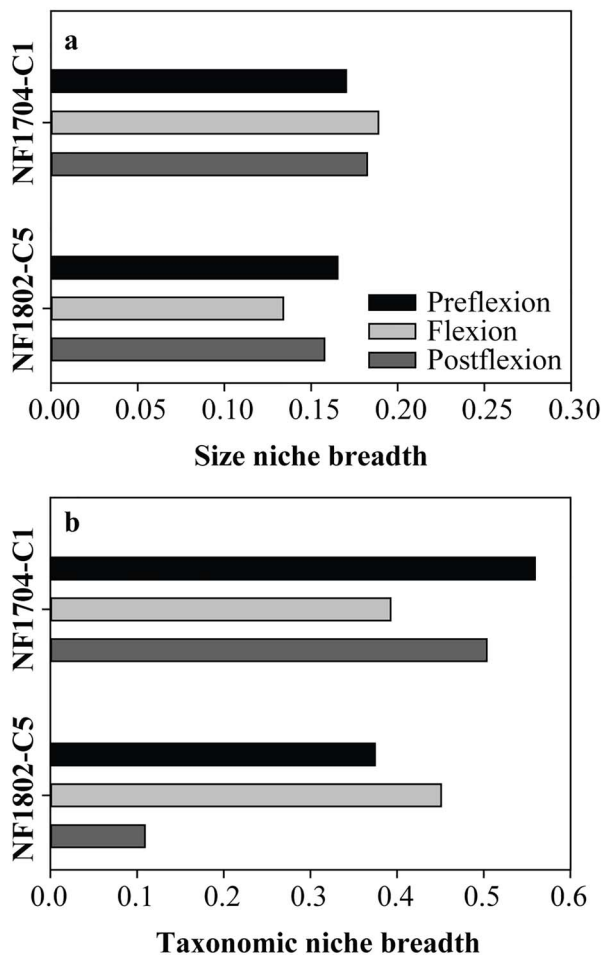 a
NF1704-C1
NF1802-C5
Preflexion
Flexion
Postflexion
0.00 0.05 0.10 0.15 0.20 0.25 0.30
Size niche breadth
b
NF1704-C1
NF1802-C5
0.0 0.1 0.2 0.3 0.4 0.5 0.6
Taxonomic niche breadth